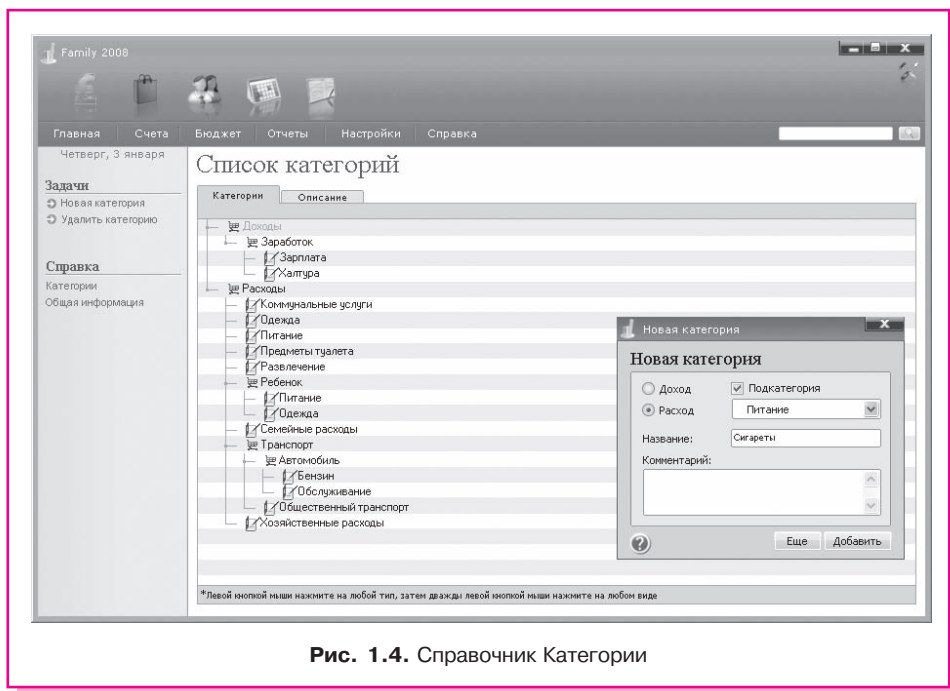 Family 2008
Главная Счета Бюджет Отчеты Настройки Справка
Четверг, 3 января
Задачи
Новая категория
Удалить категорию
Справка
Категории
Общая информация
Список категорий
Категории Описание
Доходы
Заработок
Зарплата
Халтура
Расходы
Коммунальные услуги
Одежда
Питание
Предметы туалета
Развлечение
Ребенок
Питание
Одежда
Семейные расходы
Транспорт
Автомобиль
Бензин
Обслуживание
Общественный транспорт
Хозяйственные расходы
*Левой кнопкой мыши нажмите на любой тип, затем дважды левой кнопкой мыши нажмите на любом виде
Новая категория
Новая категория
Доход Подкатегория
Расход Питание
Название: Сигареты
Комментарий:
Еще Добавить
Рис. 1.4. Справочник Категории